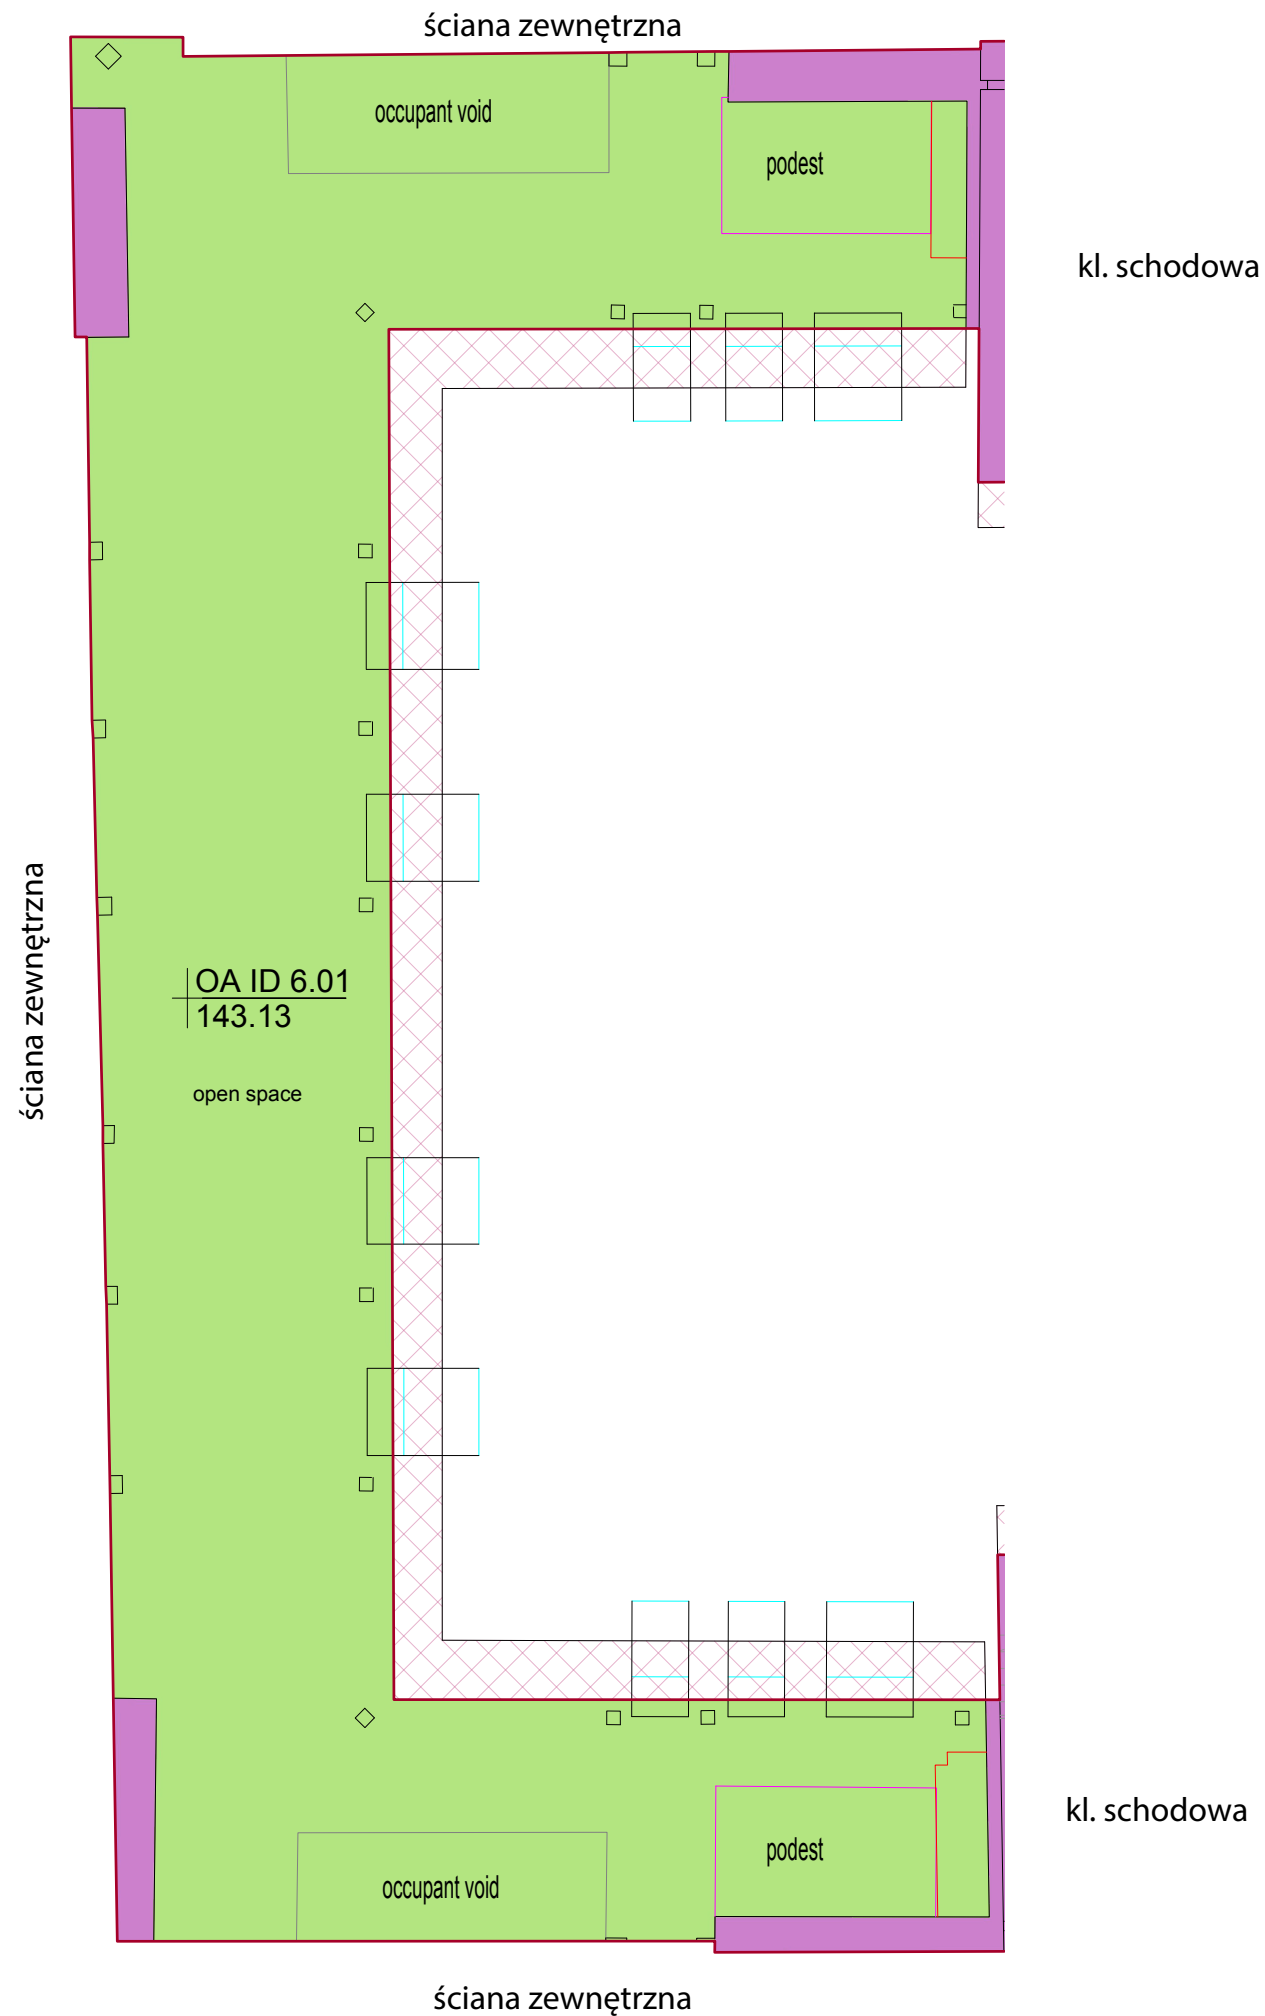 ściana zewnętrzna
occupant void
podest
kl. schodowa
ściana zewnętrzna
OA ID 6.01
143.13
open space
podest
kl. schodowa
occupant void
ściana zewnętrzna